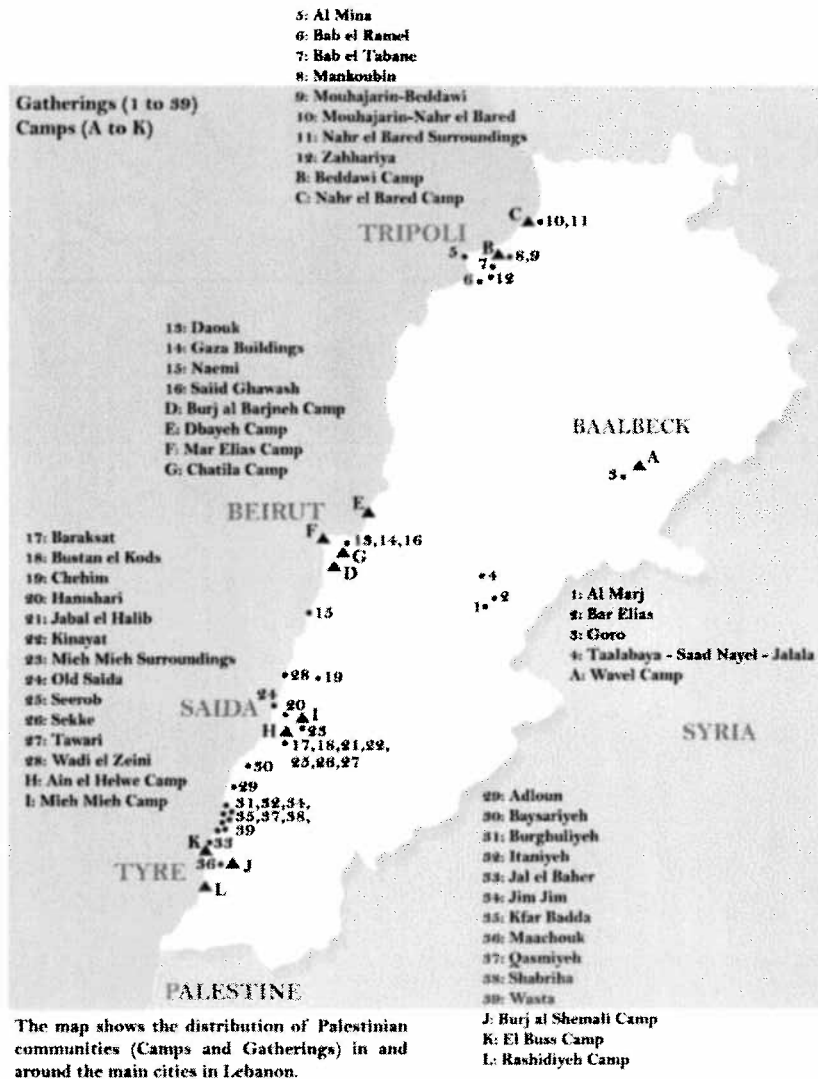 5: Al Mina
6: Bab el Ramel
7: Bab el Tabane
8: Mankoubin
9: Mouhajarin-Beddawi
10: Mouhajarin-Nahr el Bared
11: Nahr el Bared Surroundings
12: Zahhariya
B: Beddawi Camp
C: Nahr el Bared Camp
Gatherings (1 to 39)
Camps (A to K)
C
10,11
TRIPOLI
5
B
8,9
7
6
12
13: Daouk
14: Gaza Buildings
15: Naemi
16: Saiid Ghawash
D: Burj al Barjneh Camp
E: Dbayeh Camp
F: Mar Elias Camp
G: Chatila Camp
BAALBECK
A
3
BEIRUT
E
F
13,14,16
G
D
17: Baraksat
18: Bustan el Kods
19: Chehim
20: Hamshari
21: Jabal el Halib
22: Kinayat
23: Mieh Mieh Surroundings
24: Old Saida
25: Seerob
26: Sekke
27: Tawari
28: Wadi el Zeini
H: Ain el Helwe Camp
I: Mieh Mieh Camp
4
2
1
15
1: Al Marj
2: Bar Elias
3: Goro
4: Taalabaya - Saad Nayel - Jalala
A: Wavel Camp
28
19
24
SAIDA
20
I
H
23
17,18,21,22,
25,26,27
SYRIA
30
29
31,32,34,
35,37,38,
39
K
33
TYRE
36
J
L
29: Adloun
30: Baysariyeh
31: Burghuliyeh
32: Itaniyeh
33: Jal el Baher
34: Jim Jim
35: Kfar Badda
36: Maachouk
37: Qasmiyeh
38: Shabriha
39: Wasta
J: Burj al Shemali Camp
K: El Buss Camp
L: Rashidiyeh Camp
PALESTINE
The map shows the distribution of Palestinian
communities (Camps and Gatherings) in and
around the main cities in Lebanon.